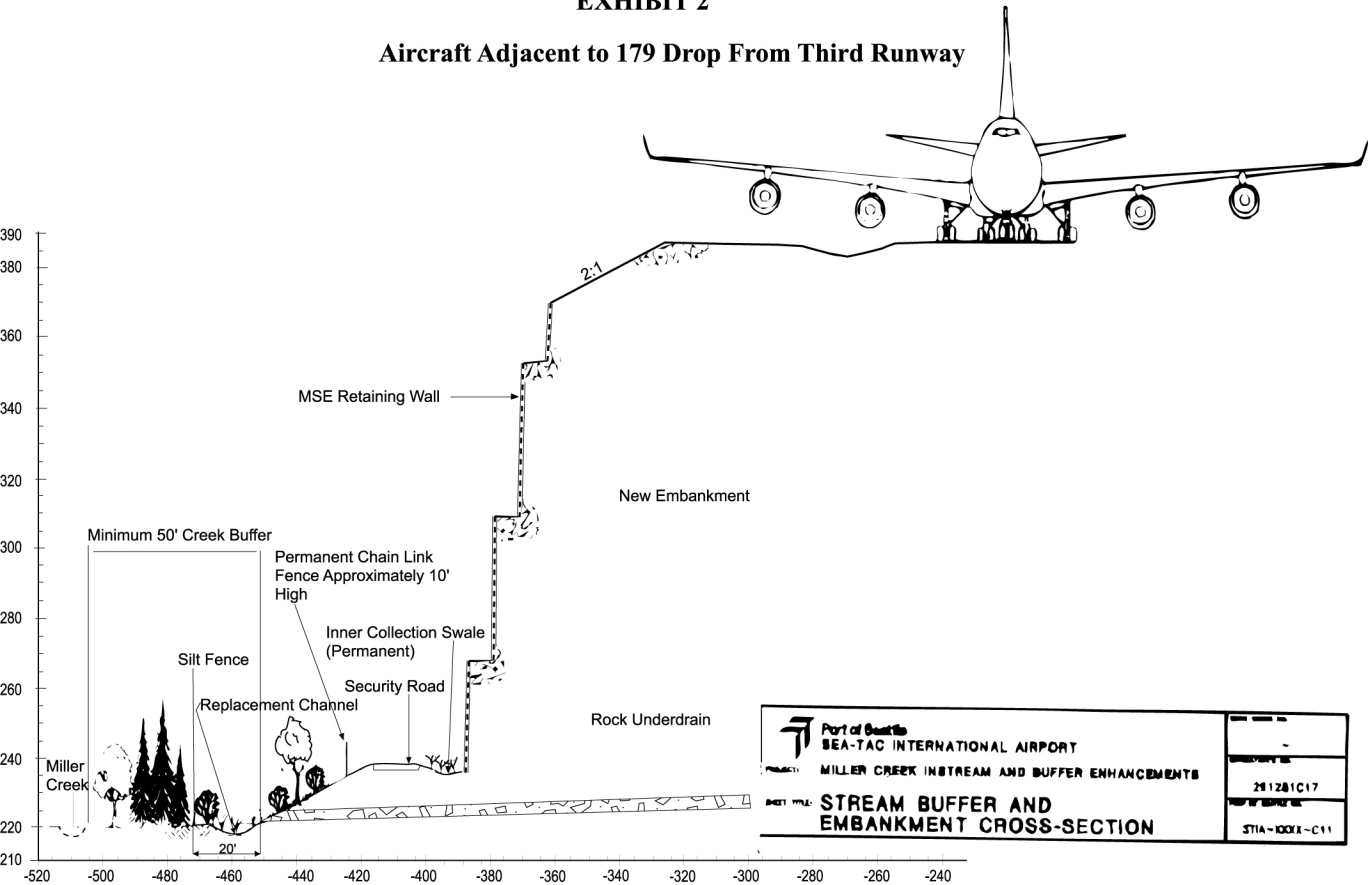 EXHIBIT 2
Aircraft Adjacent to 179 Drop From Third Runway
390
380
360
340
320
300
280
260
240
220
210
2:1
MSE Retaining Wall
New Embankment
Minimum 50' Creek Buffer
Permanent Chain Link
Fence Approximately 10'
High
Inner Collection Swale
(Permanent)
Silt Fence
Security Road
Replacement Channel
Rock Underdrain
Miller
Creek
20'
-520
-500
-480
-460
-440
-420
-400
-380
-360
-340
-320
-300
-280
-260
-240
Port of Seattle
SEA-TAC INTERNATIONAL AIRPORT
MILLER CREEK INSTREAM AND BUFFER ENHANCEMENTS
STREAM BUFFER AND
EMBANKMENT CROSS-SECTION